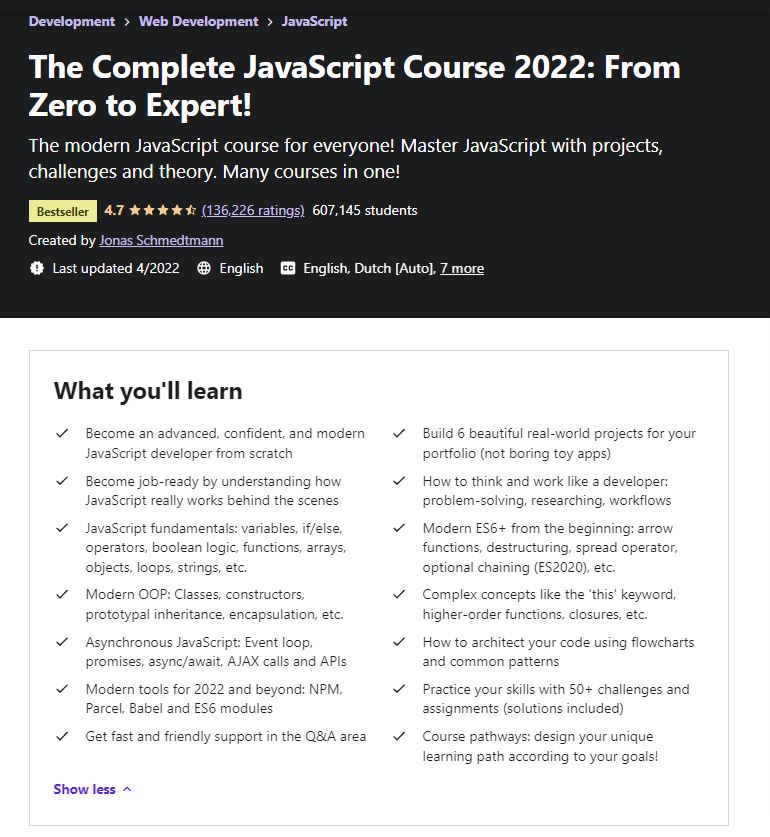 Development > Web Development > JavaScript
The Complete JavaScript Course 2022: From
Zero to Expert!
The modern JavaScript course for everyone! Master JavaScript with projects,
challenges and theory. Many courses in one!
Bestseller 4.7 (136,226 ratings) 607,145 students
Created by Jonas Schmedtmann
Last updated 4/2022 English CC English, Dutch [Auto], 7 more
What you'll learn
Become an advanced, confident, and modern
JavaScript developer from scratch
Build 6 beautiful real-world projects for your
portfolio (not boring toy apps)
Become job-ready by understanding how
JavaScript really works behind the scenes
How to think and work like a developer:
problem-solving, researching, workflows
JavaScript fundamentals: variables, if/else,
operators, boolean logic, functions, arrays,
objects, loops, strings, etc.
Modern ES6+ from the beginning: arrow
functions, destructuring, spread operator,
optional chaining (ES2020), etc.
Modern OOP: Classes, constructors,
prototypal inheritance, encapsulation, etc.
Complex concepts like the 'this' keyword,
higher-order functions, closures, etc.
Asynchronous JavaScript: Event loop,
promises, async/await, AJAX calls and APIs
How to architect your code using flowcharts
and common patterns
Modern tools for 2022 and beyond: NPM,
Parcel, Babel and ES6 modules
Practice your skills with 50+ challenges and
assignments (solutions included)
Get fast and friendly support in the Q&A area
Course pathways: design your unique
learning path according to your goals!
Show less